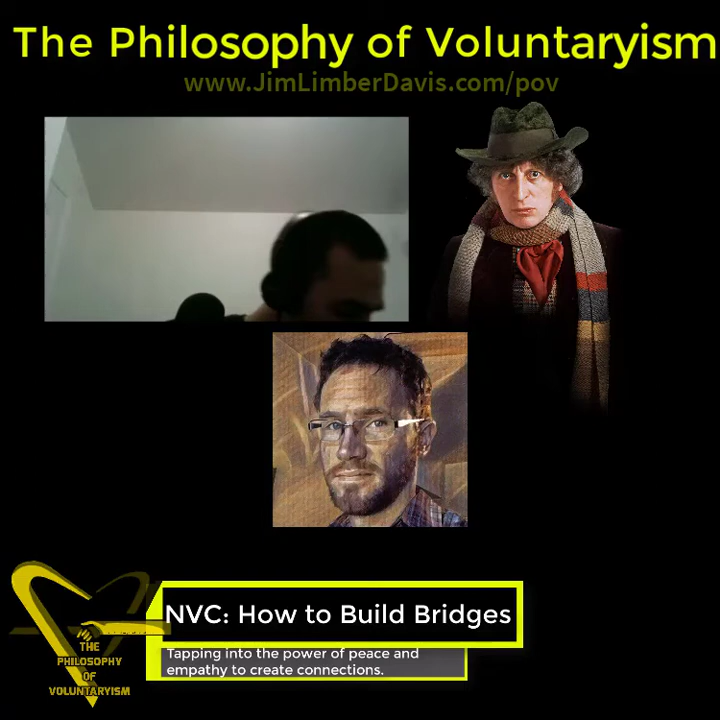 The Philosophy of Voluntaryism
www.JimLimberDavis.com/pov
NVC: How to Build Bridges
Tapping into the power of peace and
empathy to create connections.
THE
PHILOSOPHY
OF
VOLUNTARYISM